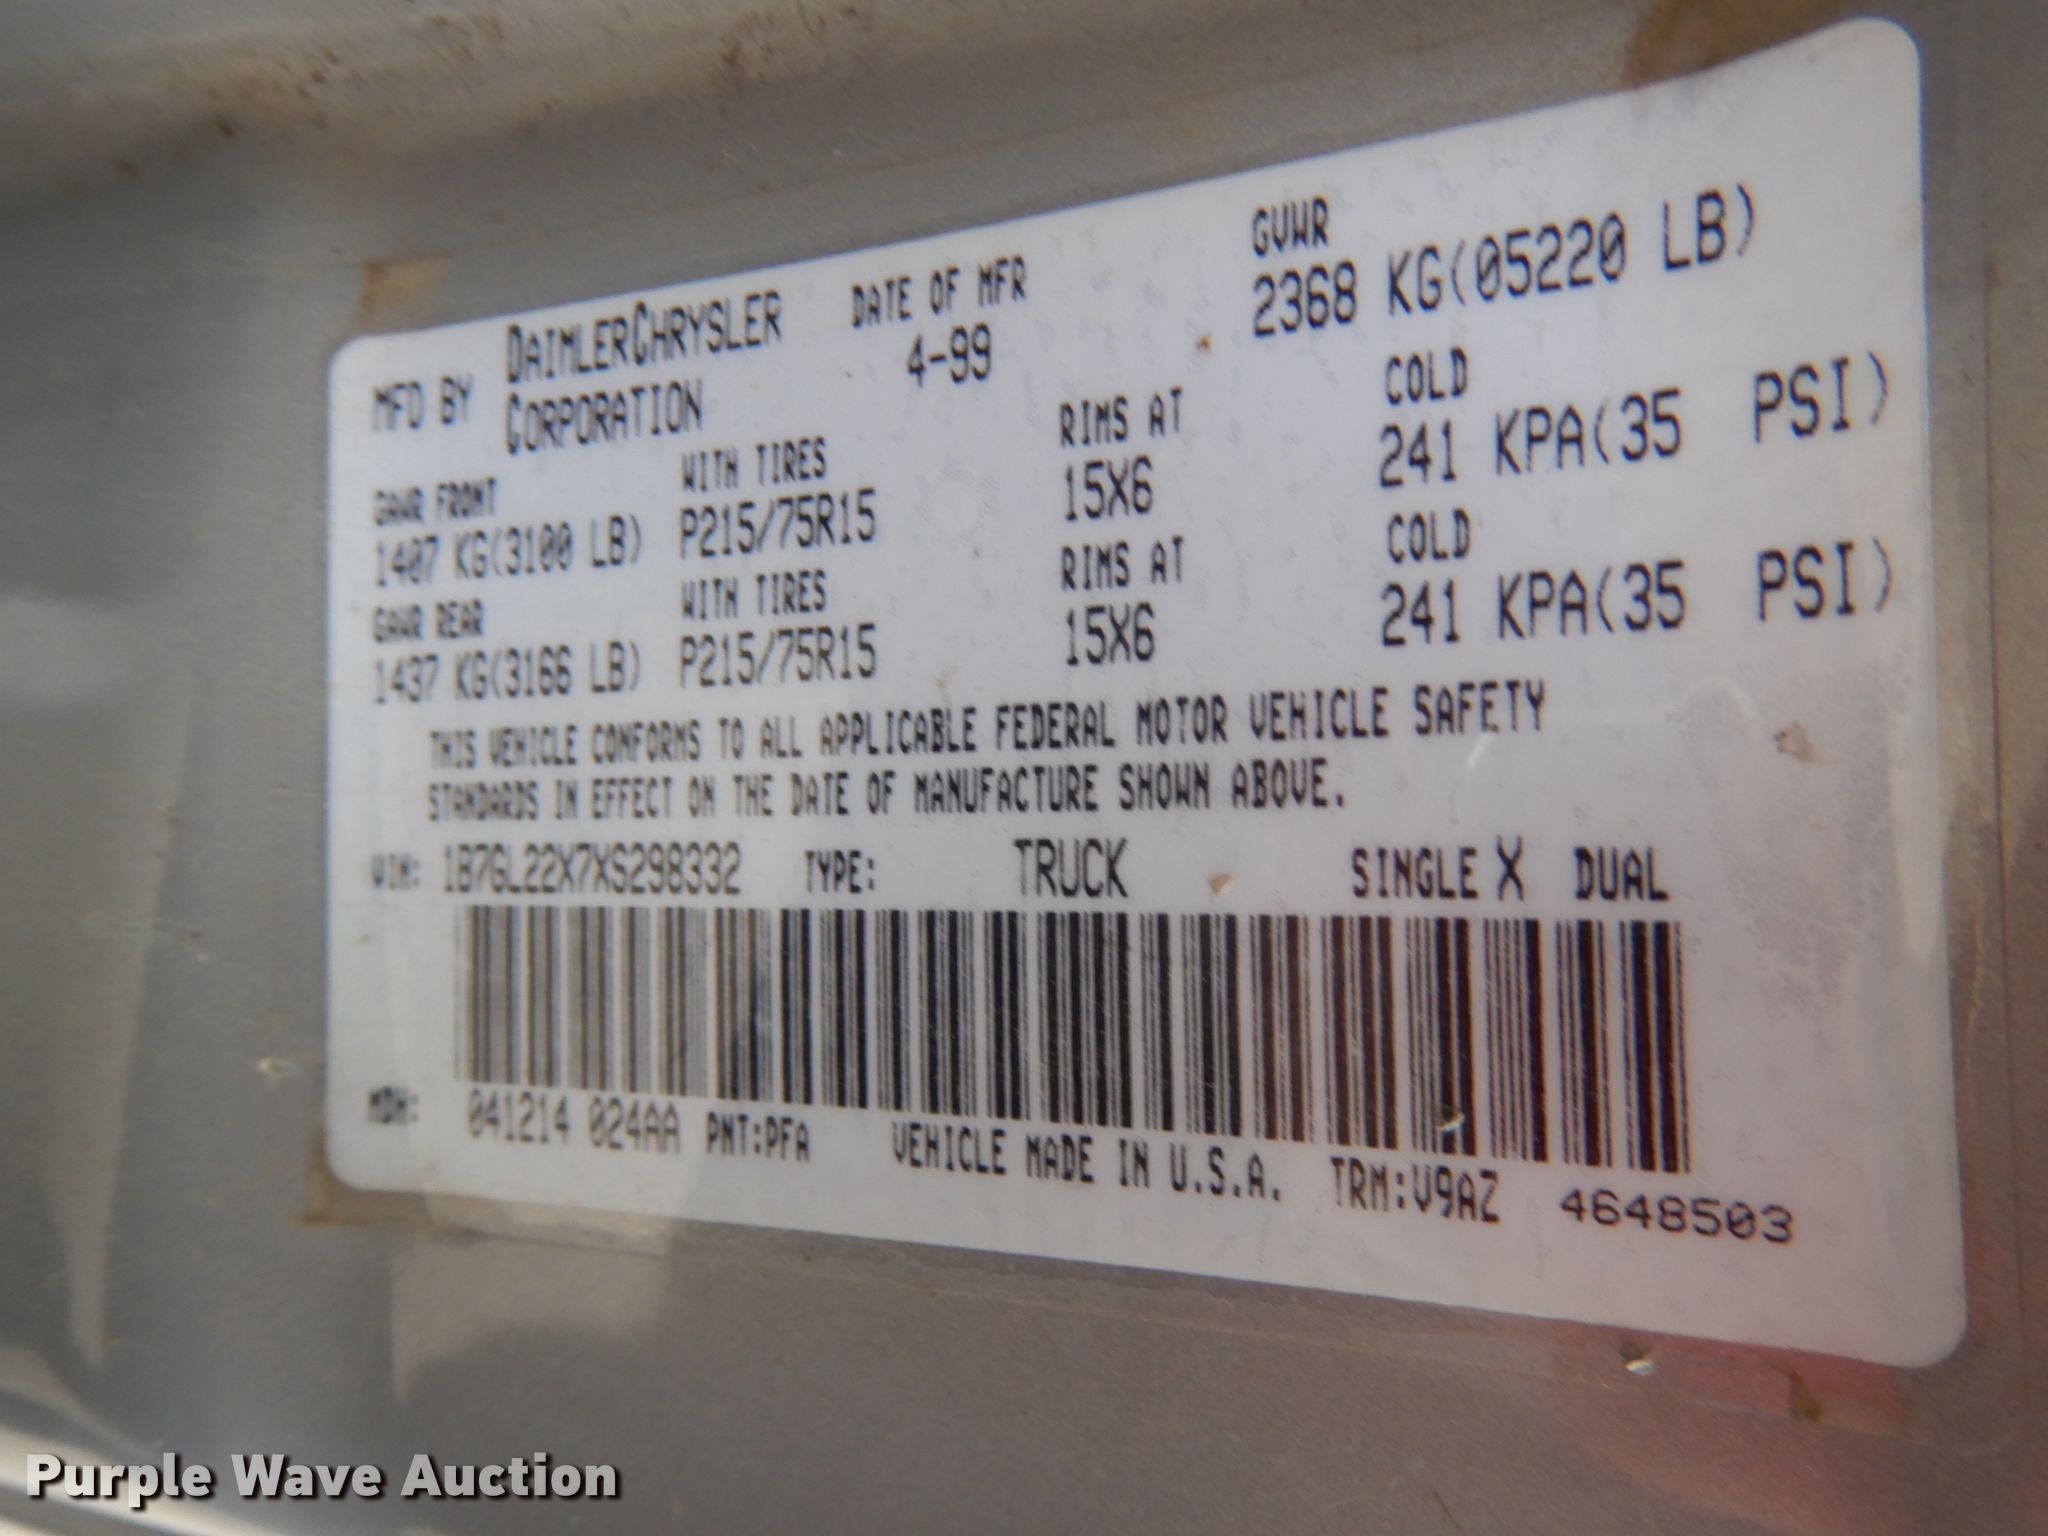 MFD BY DAIMLERCHRYSLER CORPORATION
DATE OF MFR
4-99
GVWR
2368 KG(05220 LB)
GAWR FRONT WITH TIRES RIMS AT COLD
1407 KG(3100 LB) P215/75R15 15X6 241 KPA(35 PSI)
GAWR REAR WITH TIRES RIMS AT COLD
1437 KG(3166 LB) P215/75R15 15X6 241 KPA(35 PSI)
THIS VEHICLE CONFORMS TO ALL APPLICABLE FEDERAL MOTOR VEHICLE SAFETY
STANDARDS IN EFFECT ON THE DATE OF MANUFACTURE SHOWN ABOVE.
VIN: 1B7GL22X7XS298332 TYPE: TRUCK SINGLE X DUAL
MDH: 041214 024AA PNT:PFA VEHICLE MADE IN U.S.A. TRM:V9AZ 4648503
Purple Wave Auction